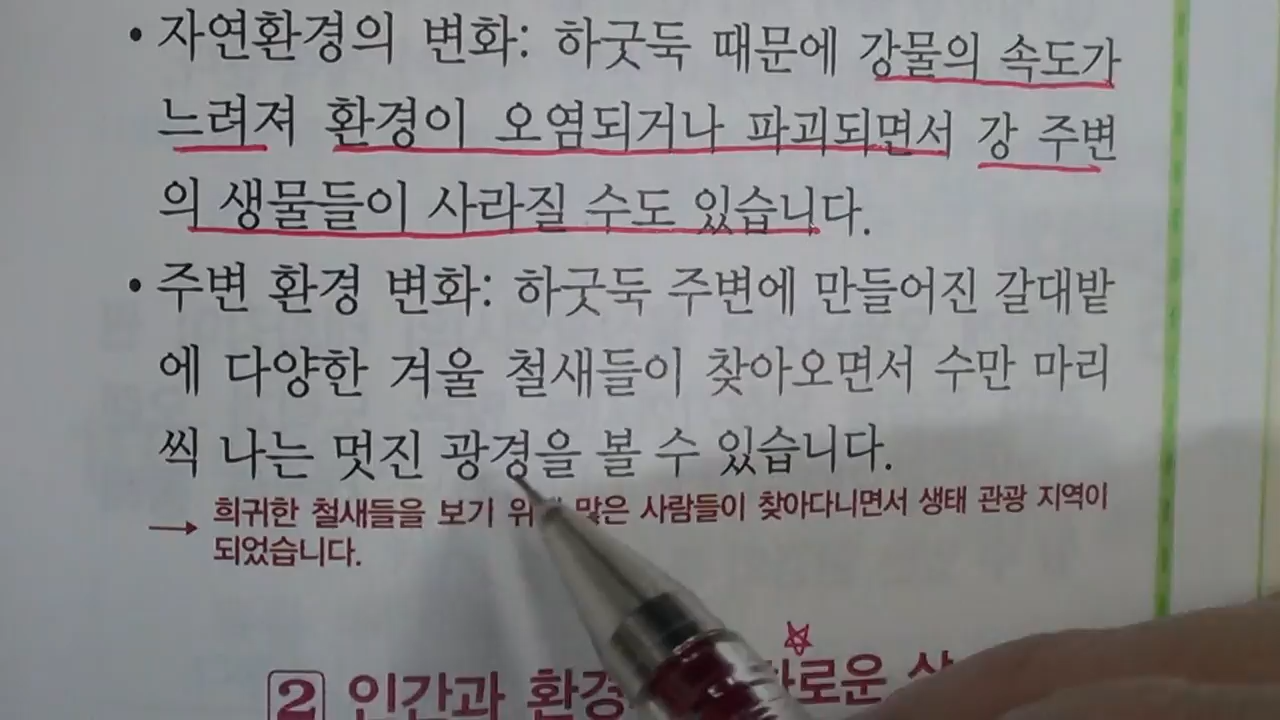 • 자연환경의 변화: 하굿둑 때문에 강물의 속도가
느려져 환경이 오염되거나 파괴되면서 강 주변
의 생물들이 사라질 수도 있습니다.
• 주변 환경 변화: 하굿둑 주변에 만들어진 갈대밭
에 다양한 겨울 철새들이 찾아오면서 수만 마리
씩 나는 멋진 광경을 볼 수 있습니다.
→ 희귀한 철새들을 보기 많은 사람들이 찾아다니면서 생태 관광 지역이
되었습니다.
2 인간과 환경